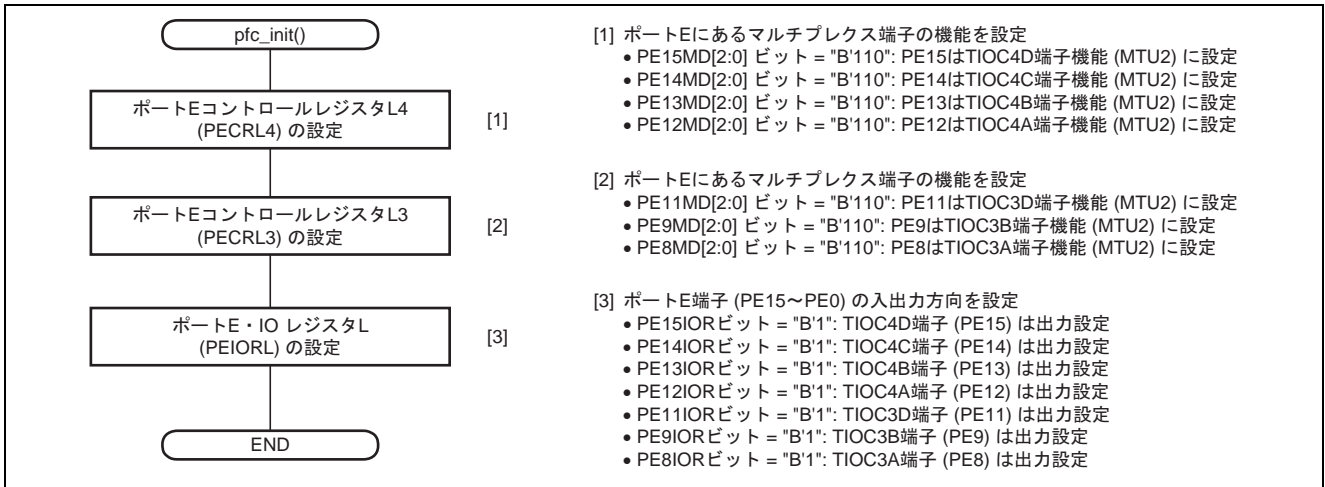 pfc_init()
ポートEコントロールレジスタL4
(PECRL4) の設定
[1]
ポートEコントロールレジスタL3
(PECRL3) の設定
[2]
ポートE・IO レジスタL
(PEIORL) の設定
[3]
END
[1] ポートEにあるマルチプレクス端子の機能を設定
• PE15MD[2:0] ビット = "B'110": PE15はTIOC4D端子機能 (MTU2) に設定
• PE14MD[2:0] ビット = "B'110": PE14はTIOC4C端子機能 (MTU2) に設定
• PE13MD[2:0] ビット = "B'110": PE13はTIOC4B端子機能 (MTU2) に設定
• PE12MD[2:0] ビット = "B'110": PE12はTIOC4A端子機能 (MTU2) に設定
[2] ポートEにあるマルチプレクス端子の機能を設定
• PE11MD[2:0] ビット = "B'110": PE11はTIOC3D端子機能 (MTU2) に設定
• PE9MD[2:0] ビット = "B'110": PE9はTIOC3B端子機能 (MTU2) に設定
• PE8MD[2:0] ビット = "B'110": PE8はTIOC3A端子機能 (MTU2) に設定
[3] ポートE端子 (PE15～PE0) の入出力方向を設定
• PE15IORビット = "B'1": TIOC4D端子 (PE15) は出力設定
• PE14IORビット = "B'1": TIOC4C端子 (PE14) は出力設定
• PE13IORビット = "B'1": TIOC4B端子 (PE13) は出力設定
• PE12IORビット = "B'1": TIOC4A端子 (PE12) は出力設定
• PE11IORビット = "B'1": TIOC3D端子 (PE11) は出力設定
• PE9IORビット = "B'1": TIOC3B端子 (PE9) は出力設定
• PE8IORビット = "B'1": TIOC3A端子 (PE8) は出力設定